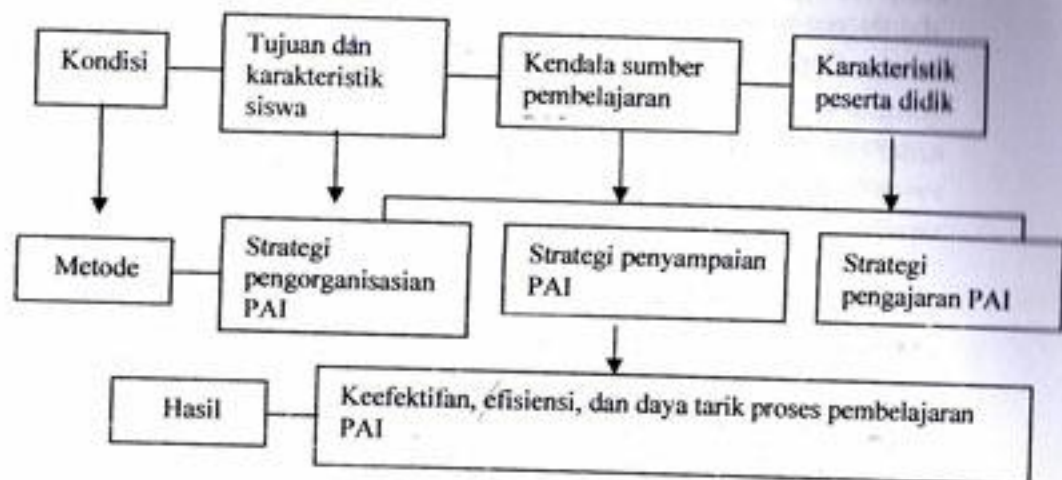 Kondisi
Tujuan dan
karakteristik
siswa
Kendala sumber
pembelajaran
Karakteristik
peserta didik
Metode
Strategi
pengorganisasian
PAI
Strategi penyampaian
PAI
Strategi
pengajaran PAI
Hasil
Keefektifan, efisiensi, dan daya tarik proses pembelajaran
PAI